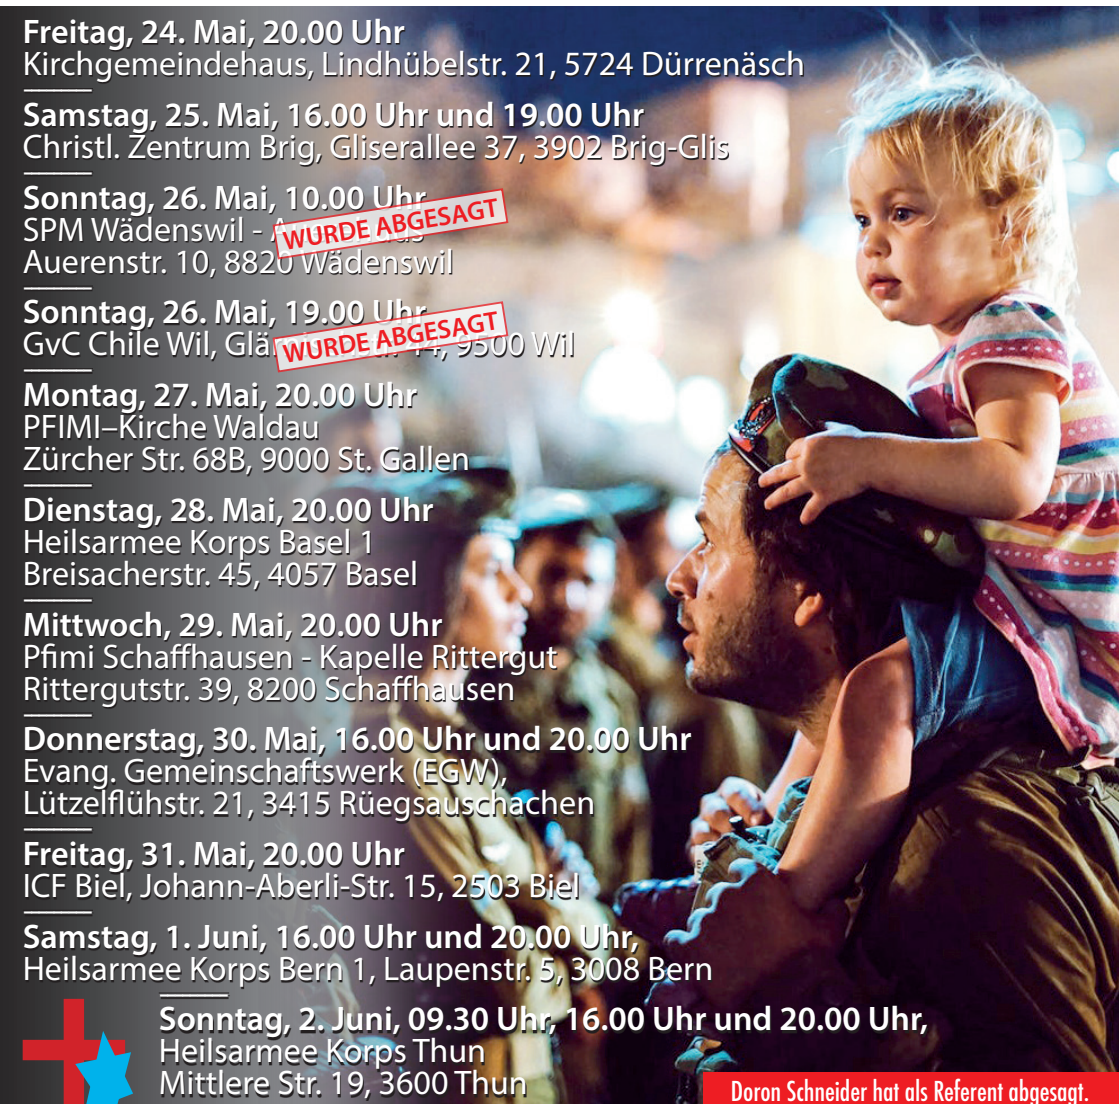 Freitag, 24. Mai, 20.00 Uhr
Kirchgemeindehaus, Lindhübelstr. 21, 5724 Dürrenäsch
Samstag, 25. Mai, 16.00 Uhr und 19.00 Uhr
Christl. Zentrum Brig, Gliserallee 37, 3902 Brig-Glis
Sonntag, 26. Mai, 10.00 Uhr
SPM Wädenswil -
WURDE ABGESAGT
Auerenstr. 10, 8820 Wädenswil
Sonntag, 26. Mai, 19.00 Uhr
GvC Chile Wil, 44, 9500 Wil
WURDE ABGESAGT
Montag, 27. Mai, 20.00 Uhr
PFIMI–Kirche Waldau
Zürcher Str. 68B, 9000 St. Gallen
Dienstag, 28. Mai, 20.00 Uhr
Heilsarmee Korps Basel 1
Breisacherstr. 45, 4057 Basel
Mittwoch, 29. Mai, 20.00 Uhr
Pfimi Schaffhausen - Kapelle Rittergut
Rittergutstr. 39, 8200 Schaffhausen
Donnerstag, 30. Mai, 16.00 Uhr und 20.00 Uhr
Evang. Gemeinschaftswerk (EGW),
Lützelflühstr. 21, 3415 Rüegsauschachen
Freitag, 31. Mai, 20.00 Uhr
ICF Biel, Johann-Aberli-Str. 15, 2503 Biel
Samstag, 1. Juni, 16.00 Uhr und 20.00 Uhr,
Heilsarmee Korps Bern 1, Laupenstr. 5, 3008 Bern
Sonntag, 2. Juni, 09.30 Uhr, 16.00 Uhr und 20.00 Uhr,
Heilsarmee Korps Thun
Mittlere Str. 19, 3600 Thun
Doron Schneider hat als Referent abgesagt.